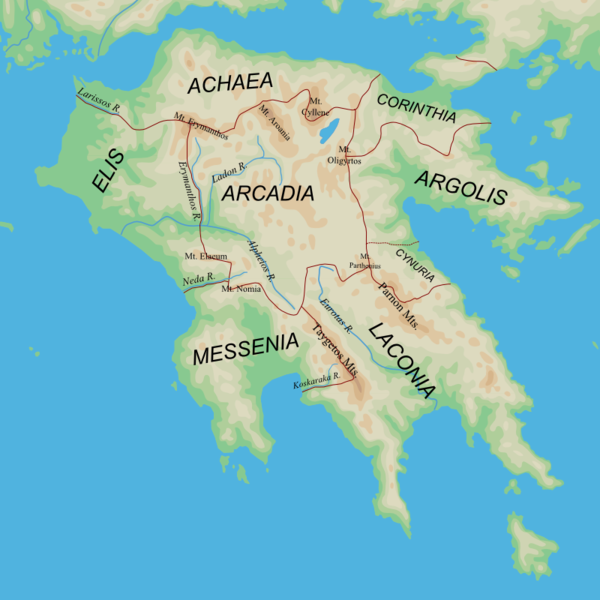 ACHAEA
Larissos R.
CORINTHIA
Mt.
Cyllene
Mt. Aroania
Mt. Erymanthos
Mt.
Oligyrtos
ELIS
Ladon R.
Erymanthos R.
ARCADIA
ARGOLIS
Alpheios R.
Mt. Elaeum
Mt.
Parthenius
CYNURIA
Neda R.
Mt. Nomia
Parnon Mts.
Eurotas R.
Taygetos Mts.
LACONIA
MESSENIA
Koskaraka R.